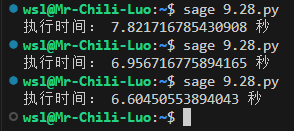 wsl@Mr-Chili-Luo:~$ sage 9.28.py
执行时间： 7.821716785430908 秒
wsl@Mr-Chili-Luo:~$ sage 9.28.py
执行时间： 6.956716775894165 秒
wsl@Mr-Chili-Luo:~$ sage 9.28.py
执行时间： 6.60450553894043 秒
wsl@Mr-Chili-Luo:~$